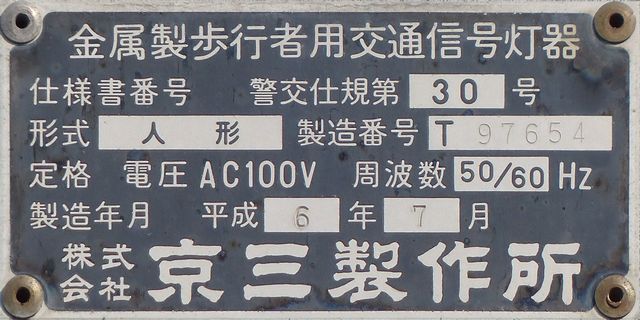 金属製歩行者用交通信号灯器
仕様書番号 警交仕規第 30 号
形式 人形 製造番号 T 97654
定格 電圧 AC100V 周波数 50/60 Hz
製造年月 平成 6 年 7 月
株式会社 京三製作所